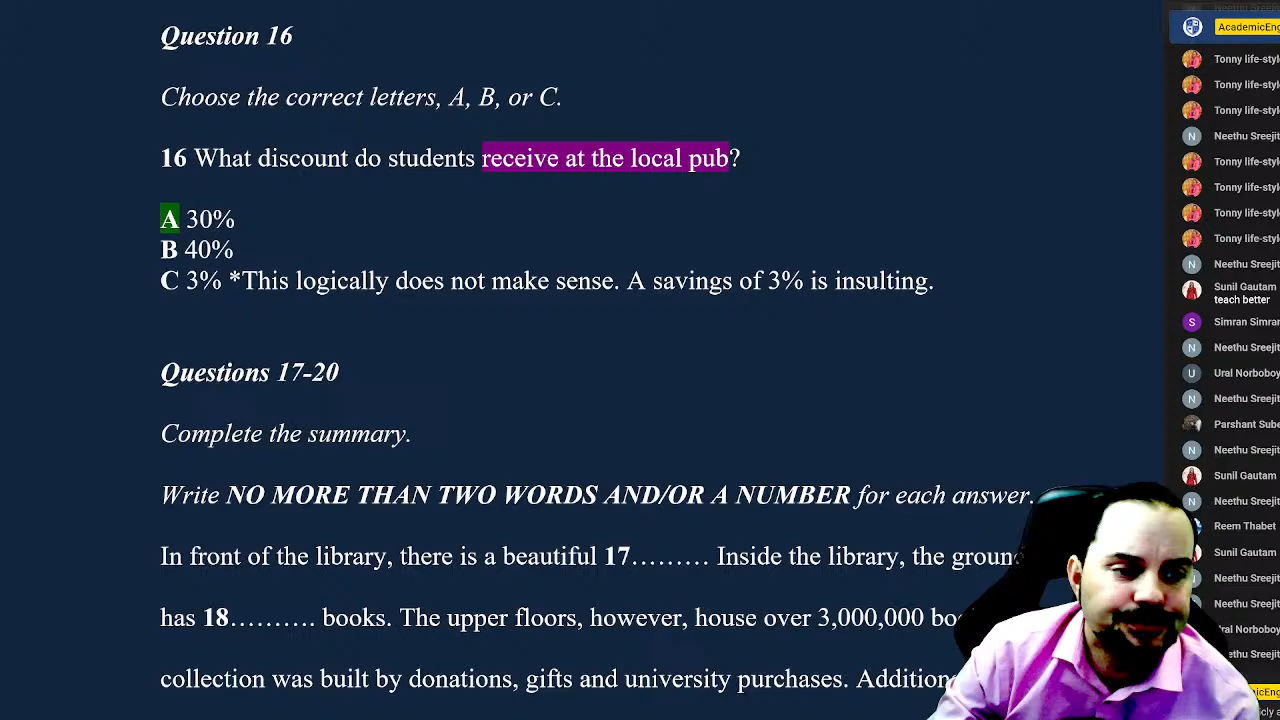 Question 16
Choose the correct letters, A, B, or C.
16 What discount do students receive at the local pub?
A 30%
B 40%
C 3% *This logically does not make sense. A savings of 3% is insulting.
Questions 17-20
Complete the summary.
Write NO MORE THAN TWO WORDS AND/OR A NUMBER for each answer.
In front of the library, there is a beautiful 17……… Inside the library, the
has 18………. books. The upper floors, however, house over 3,000,000
collection was built by donations, gifts and university purchases.
AcademicEng
Tonny life-styl
Tonny life-styl
Tonny life-styl
Neethu Sreejit
Tonny life-styl
Tonny life-styl
Tonny life-styl
Tonny life-styl
Neethu Sreejit
Sunil Gautam
teach better
S Simran Simran
N Neethu Sreejit
U Ural Norboboy
N Neethu Sreejit
Parshant Sube
N Neethu Sreejit
Sunil Gautam
N Neethu Sreejit
Reem Thabet
Sunil Gautam
Neethu Sreejit
Neethu Sreejit